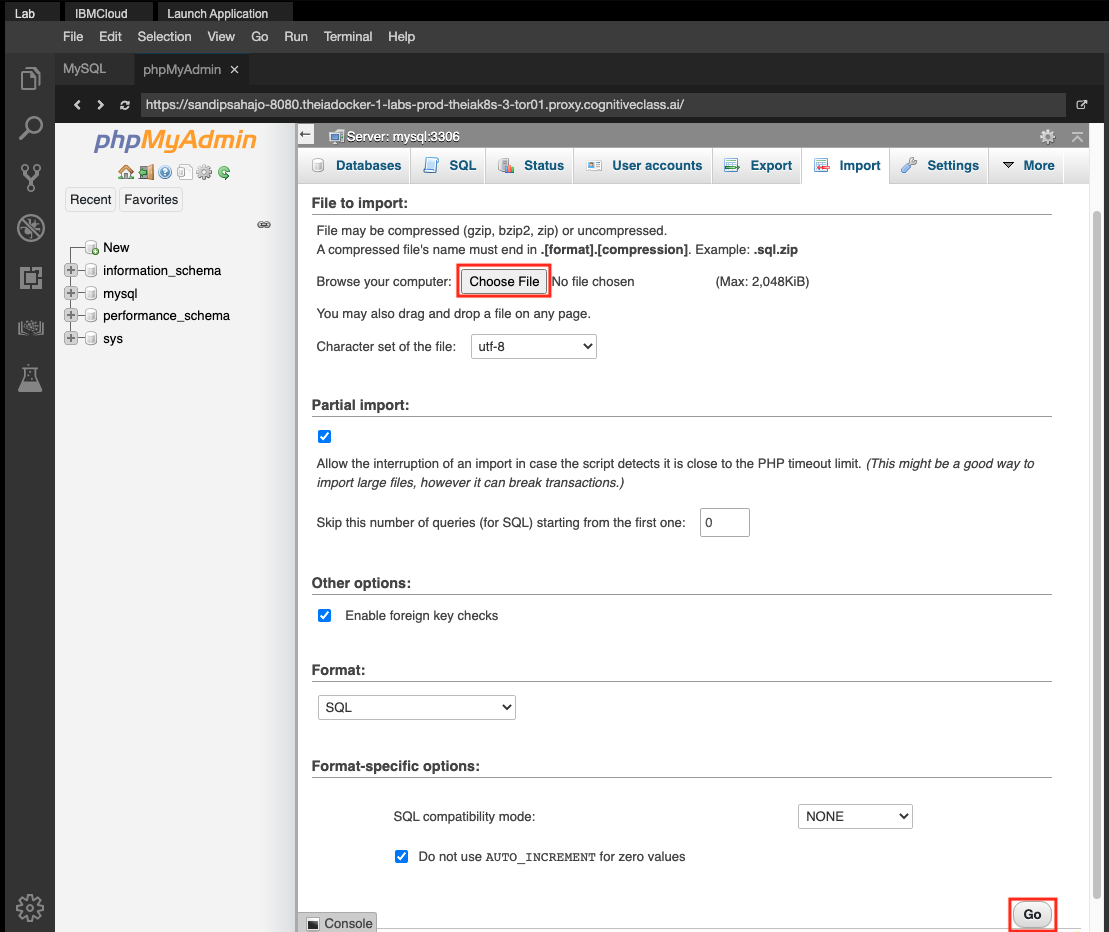 Lab IBMCloud Launch Application
File Edit Selection View Go Run Terminal Help
MySQL phpMyAdmin
https://sandipsahajo-8080.theiadocker-1-labs-prod-theiak8s-3-tor01.proxy.cognitiveclass.ai/
phpMyAdmin
Recent Favorites
New
information_schema
mysql
performance_schema
sys
Server: mysql:3306
Databases SQL Status User accounts Export Import Settings More
File to import:
File may be compressed (gzip, bzip2, zip) or uncompressed.
A compressed file's name must end in .[format].[compression]. Example: .sql.zip
Browse your computer: Choose File No file chosen (Max: 2,048KiB)
You may also drag and drop a file on any page.
Character set of the file: utf-8
Partial import:
Allow the interruption of an import in case the script detects it is close to the PHP timeout limit. (This might be a good way to
import large files, however it can break transactions.)
Skip this number of queries (for SQL) starting from the first one: 0
Other options:
Enable foreign key checks
Format:
SQL
Format-specific options:
SQL compatibility mode: NONE
Do not use AUTO_INCREMENT for zero values
Go
Console